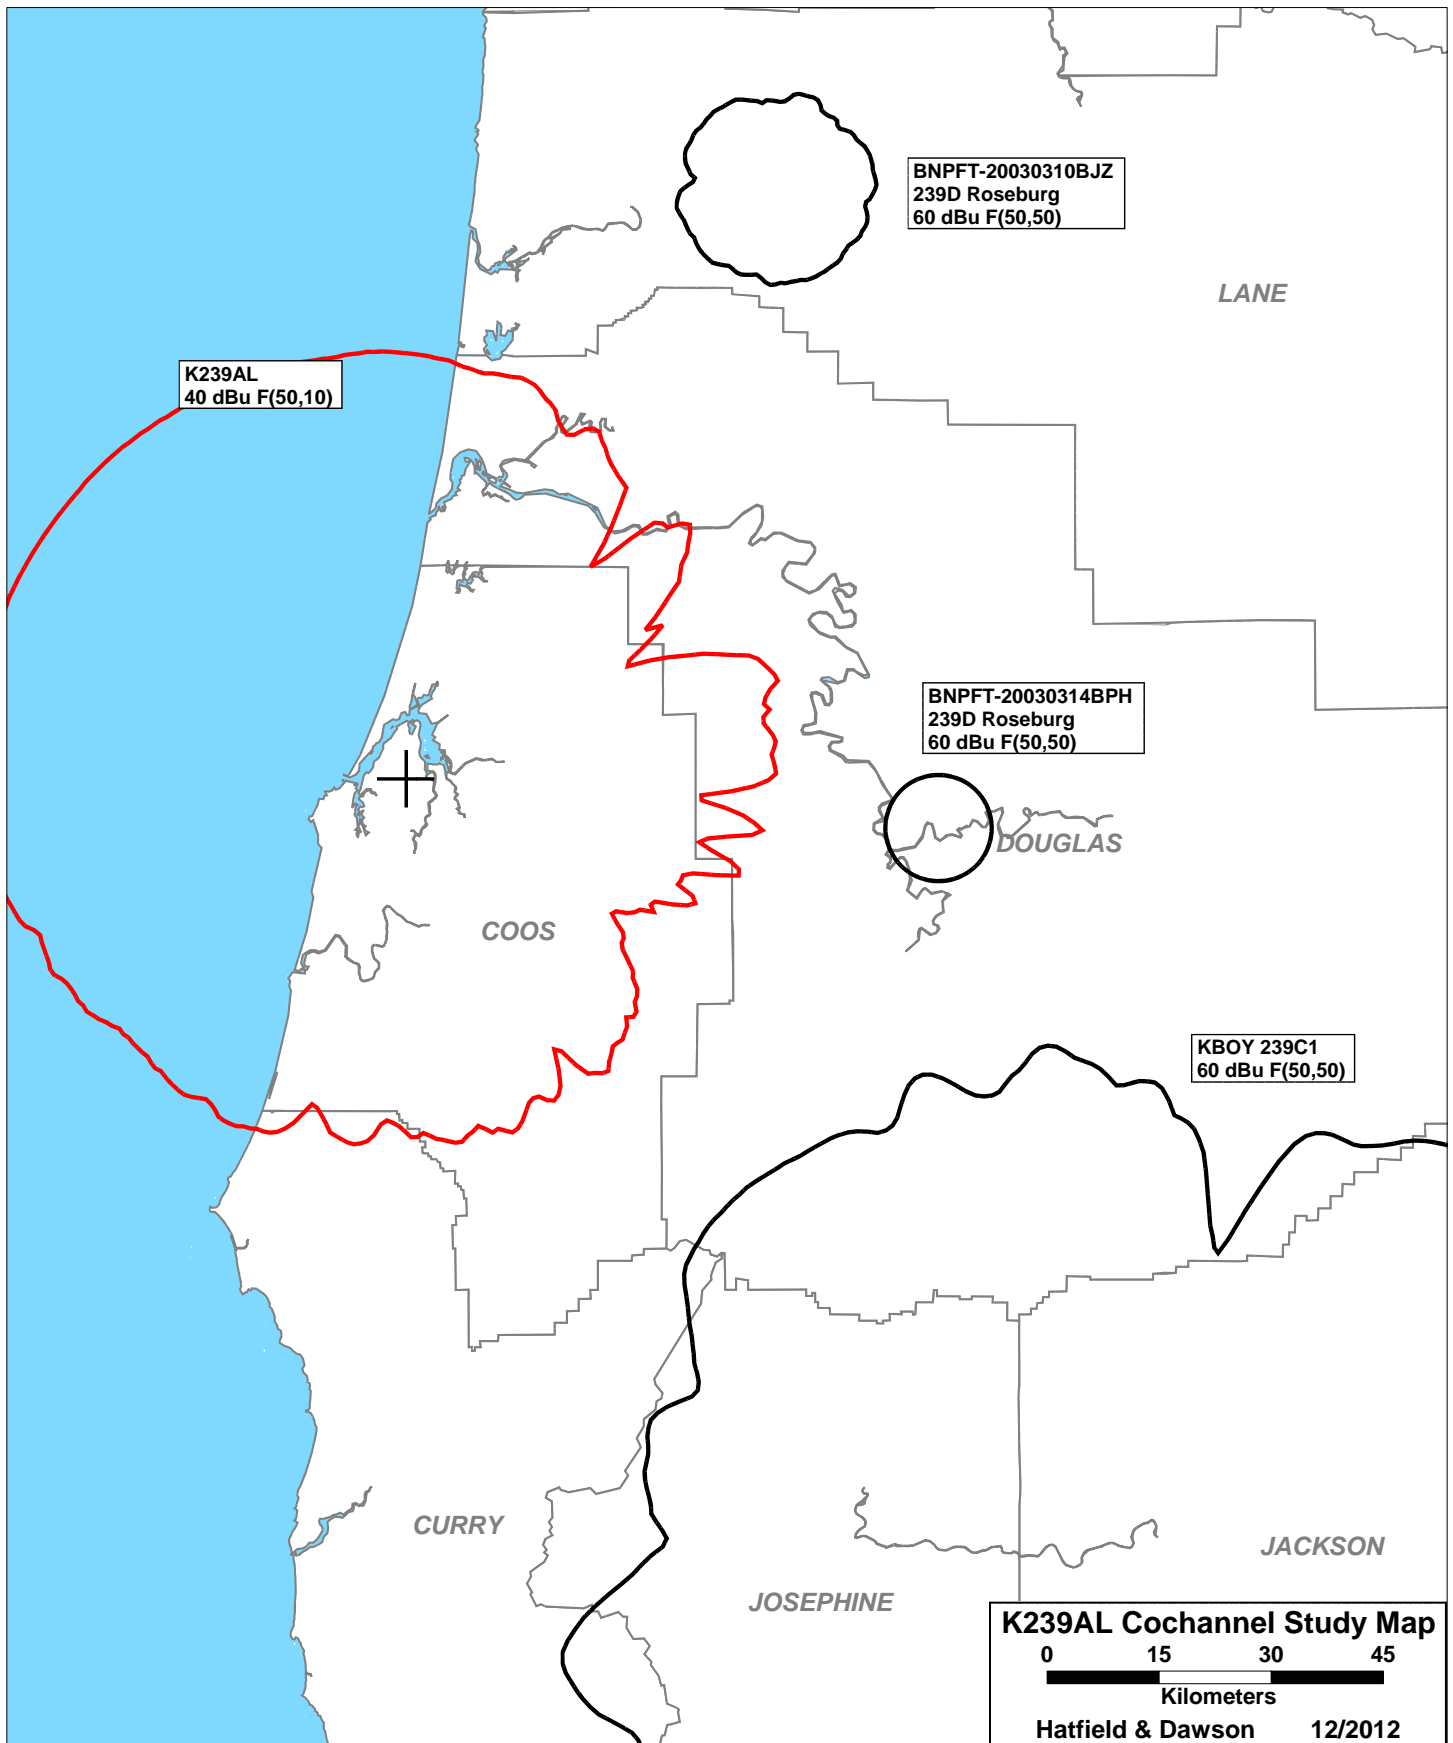 BNPFT-20030310BJZ
239D Roseburg
60 dBu F(50,50)
LANE
K239AL
40 dBu F(50,10)
BNPFT-20030314BPH
239D Roseburg
60 dBu F(50,50)
DOUGLAS
COOS
KBOY 239C1
60 dBu F(50,50)
CURRY
JACKSON
JOSEPHINE
K239AL Cochannel Study Map
0 15 30 45
Kilometers
Hatfield & Dawson 12/2012